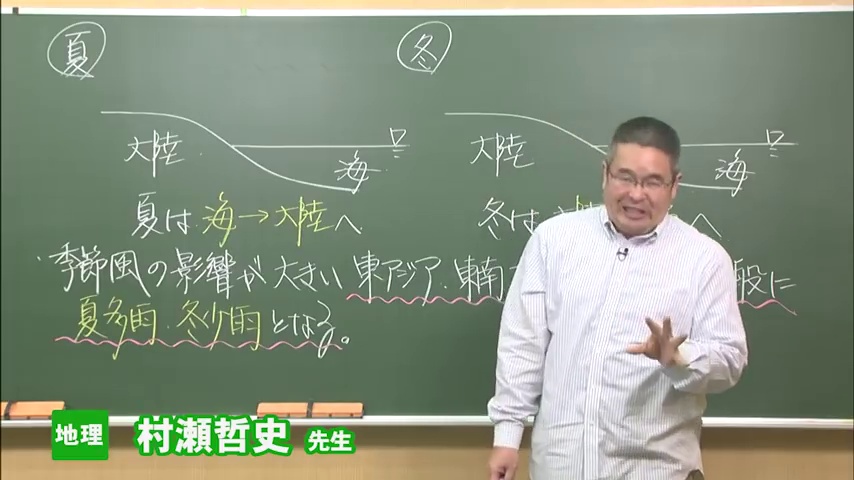 夏
冬
大陸
海
大陸
海
夏は 海→大陸へ
冬は 大 へ
季節風の影響が大きい 東アジア・東南 般に
夏多雨、冬少雨となる。
地理 村瀬哲史 先生